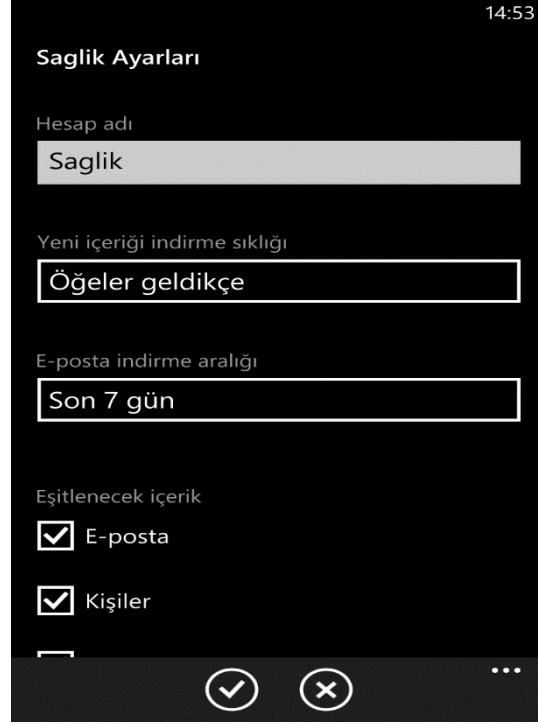 14:53
Saglik Ayarları
Hesap adı
Saglik
Yeni içeriği indirme sıklığı
Öğeler geldikçe
E-posta indirme aralığı
Son 7 gün
Eşitlenecek içerik
E-posta
Kişiler